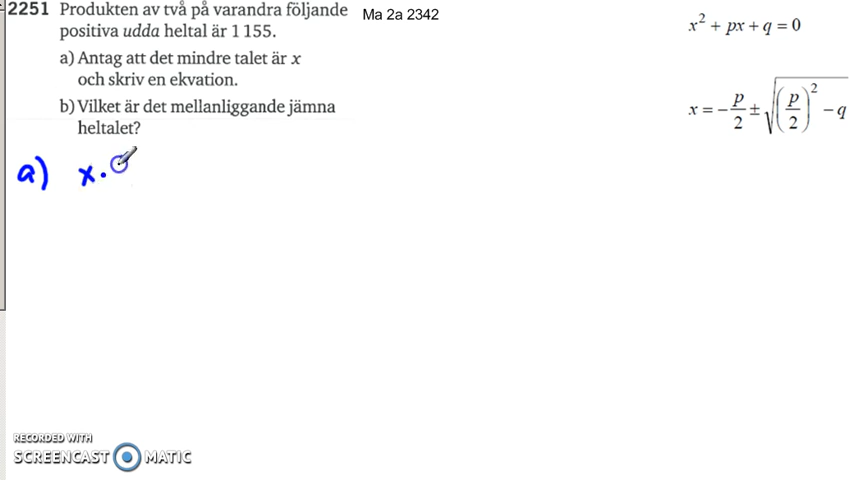 2251 Produkten av två på varandra följande
positiva udda heltal är 1 155.
a) Antag att det mindre talet är x
och skriv en ekvation.
b) Vilket är det mellanliggande jämna
heltalet?
Ma 2a 2342
x² + px + q = 0
x = -p/2 ± √((p/2)² - q)
a) x ·
RECORDED WITH
SCREENCAST O MATIC